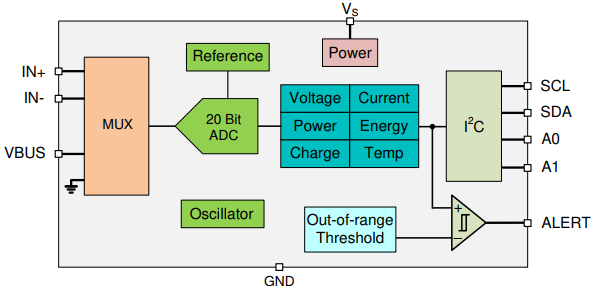 VS
Reference
Power
IN+
IN-
MUX
20 Bit
ADC
Voltage
Current
Power
Energy
Charge
Temp
I2C
SCL
SDA
A0
A1
VBUS
Oscillator
Out-of-range
Threshold
+
−
ALERT
GND